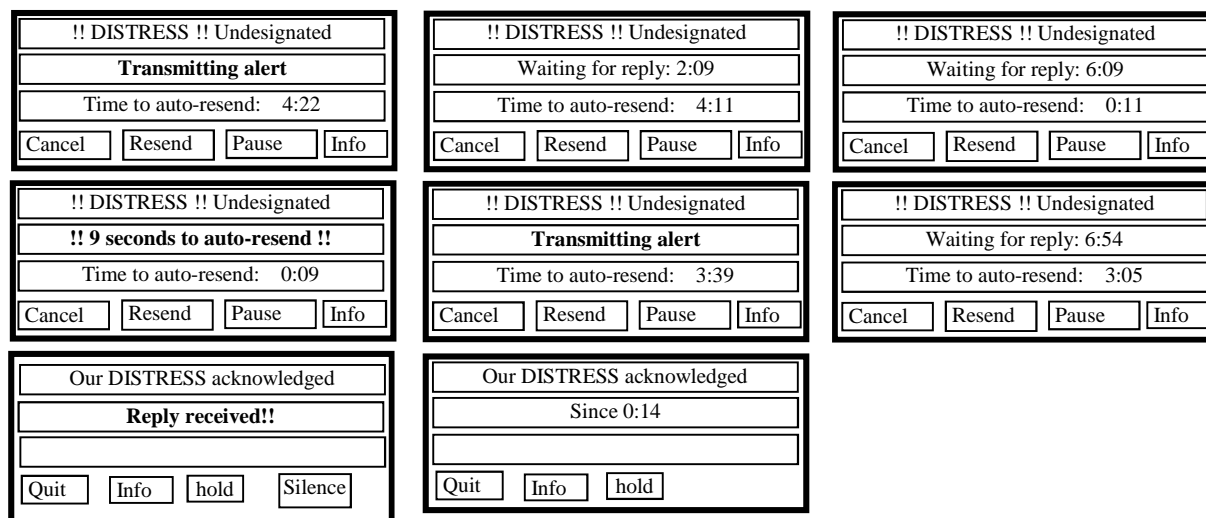 !! DISTRESS !! Undesignated
Transmitting alert
Time to auto-resend: 4:22
Cancel Resend Pause Info
!! DISTRESS !! Undesignated
Waiting for reply: 2:09
Time to auto-resend: 4:11
Cancel Resend Pause Info
!! DISTRESS !! Undesignated
Waiting for reply: 6:09
Time to auto-resend: 0:11
Cancel Resend Pause Info
!! DISTRESS !! Undesignated
!! 9 seconds to auto-resend !!
Time to auto-resend: 0:09
Cancel Resend Pause Info
!! DISTRESS !! Undesignated
Transmitting alert
Time to auto-resend: 3:39
Cancel Resend Pause Info
!! DISTRESS !! Undesignated
Waiting for reply: 6:54
Time to auto-resend: 3:05
Cancel Resend Pause Info
Our DISTRESS acknowledged
Reply received!!
Quit Info hold Silence
Our DISTRESS acknowledged
Since 0:14
Quit Info hold